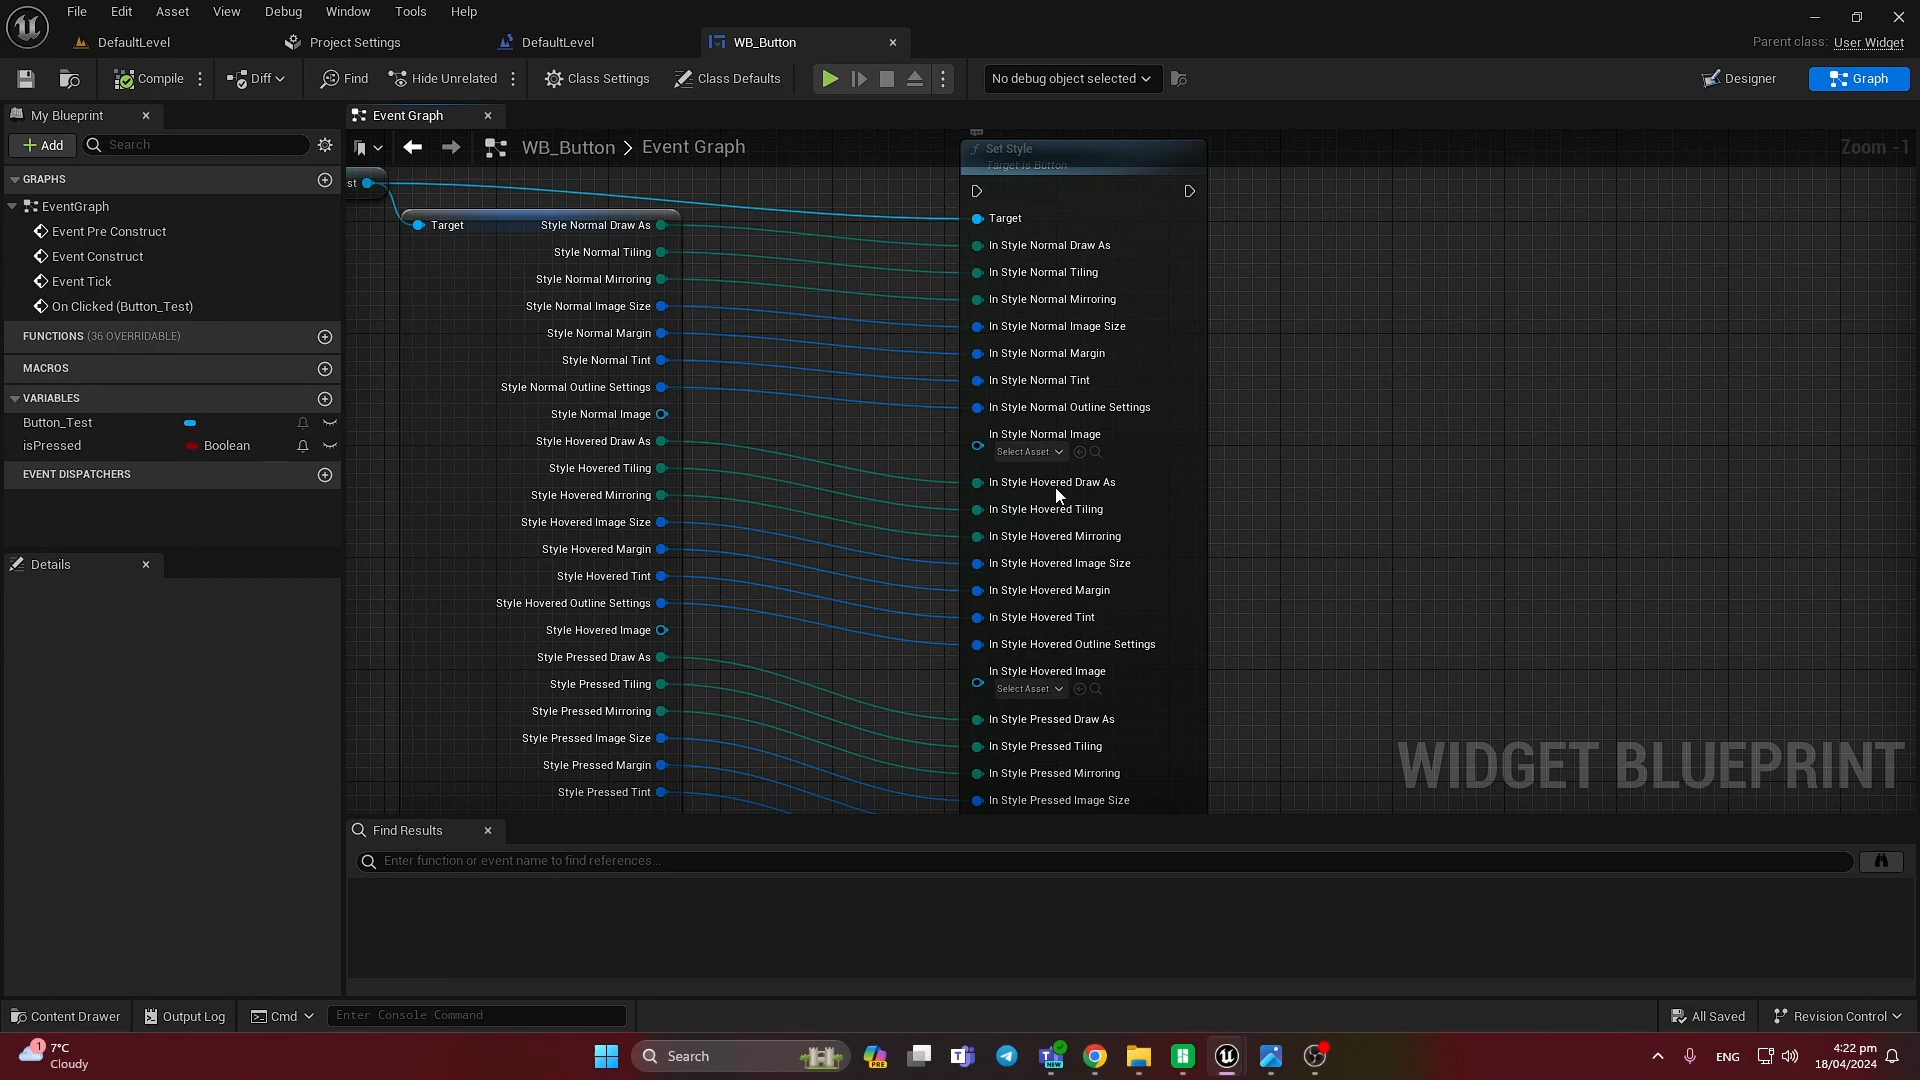 File Edit Asset View Debug Window Tools Help
DefaultLevel Project Settings DefaultLevel WB_Button
Parent class: User Widget
Compile Diff Find Hide Unrelated Class Settings Class Defaults No debug object selected Designer Graph
My Blueprint
Event Graph
Add Search
WB_Button > Event Graph
Zoom -1
GRAPHS
EventGraph
Event Pre Construct
Event Construct
Event Tick
On Clicked (Button_Test)
FUNCTIONS (36 OVERRIDABLE)
MACROS
VARIABLES
Button_Test
isPressed Boolean
EVENT DISPATCHERS
Details
st
Target
Style Normal Draw As
Style Normal Tiling
Style Normal Mirroring
Style Normal Image Size
Style Normal Margin
Style Normal Tint
Style Normal Outline Settings
Style Normal Image
Style Hovered Draw As
Style Hovered Tiling
Style Hovered Mirroring
Style Hovered Image Size
Style Hovered Margin
Style Hovered Tint
Style Hovered Outline Settings
Style Hovered Image
Style Pressed Draw As
Style Pressed Tiling
Style Pressed Mirroring
Style Pressed Image Size
Style Pressed Margin
Style Pressed Tint
Set Style
Target is Button
Target
In Style Normal Draw As
In Style Normal Tiling
In Style Normal Mirroring
In Style Normal Image Size
In Style Normal Margin
In Style Normal Tint
In Style Normal Outline Settings
In Style Normal Image
Select Asset
In Style Hovered Draw As
In Style Hovered Tiling
In Style Hovered Mirroring
In Style Hovered Image Size
In Style Hovered Margin
In Style Hovered Tint
In Style Hovered Outline Settings
In Style Hovered Image
Select Asset
In Style Pressed Draw As
In Style Pressed Tiling
In Style Pressed Mirroring
In Style Pressed Image Size
WIDGET BLUEPRINT
Find Results
Enter function or event name to find references...
Content Drawer Output Log Cmd Enter Console Command All Saved Revision Control
1
7°C
Cloudy
Search
PRE
NEW
ENG
4:22 pm
18/04/2024